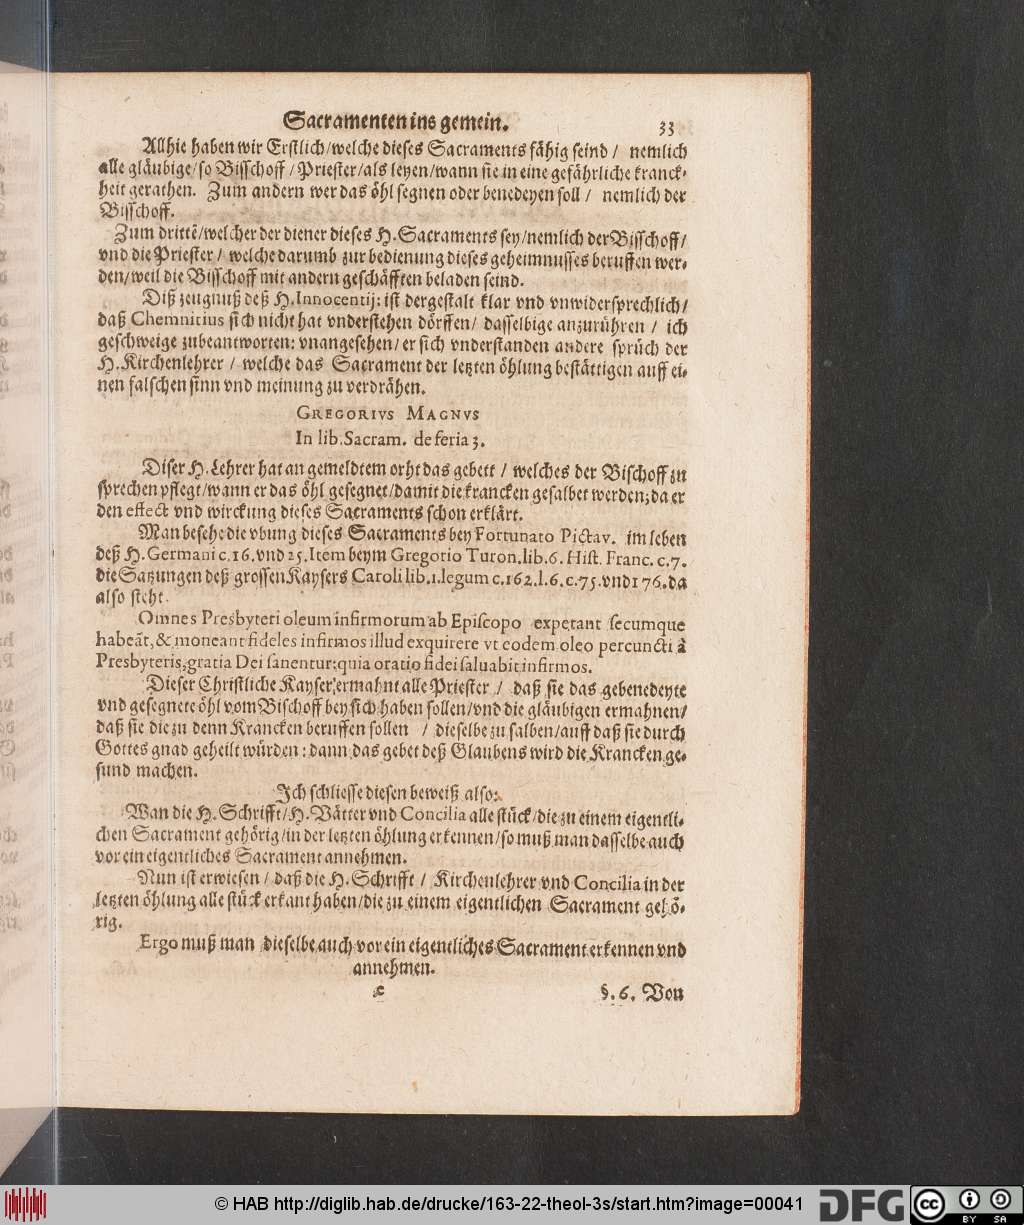 Sacramenten ins gemein. 33
Allhie haben wir Erstlich/welche dieses Sacraments fähig seind / nemlich
alle gläubige/so Bisschoff / Priester/als leyen/wann sie in eine gefährliche kranck-
heit gerathen. Zum andern wer das öhl segnen oder benedeyen soll / nemlich der
Bisschoff.
Zum drittẽ/welcher der diener dieses H. Sacraments sey/nemlich der Bisschoff/
vnd die Priester / welche darumb zur bedienung dieses geheimnusses beruffen wer-
den/weil die Bisschoff mit andern geschäfften beladen seind.
Diß zeugnuß deß H. Innocentij: ist dergestalt klar vnd vnwidersprechlich/
daß Chemnitius sich nicht hat vnderstehen dörffen/ dasselbige anzurühren / ich
geschweige zubeantworten: vnangesehen/er sich vnderstanden andere sprüch der
H. Kirchenlehrer / welche das Sacrament der letzten öhlung bestättigen auff ei-
nen falschen sinn vnd meinung zu verdrähen.
GREGORIVS MAGNVS
In lib. Sacram. de feria 3.
Diser H. Lehrer hat an gemeldtem orht das gebett / welches der Bischoff zu
sprechen pflegt/wann er das öhl gesegnet/damit die krancken gesalbet werden; da er
den effect vnd wirckung dieses Sacraments schon erklärt.
Man besehe die vbung dieses Sacraments bey Fortunato Pictav. im leben
deß H. Germani c. 16. vnd 25. Item beym Gregorio Turon. lib. 6. Hist. Franc. c. 7.
die Satzungen deß grossen Kaysers Caroli lib. 1. legum c. 162. l. 6. c. 75. vnd 176. da
also steht.
Omnes Presbyteri oleum infirmorum ab Episcopo expetant secumque
habeãt, & moneant fideles infirmos illud exquirere vt eodem oleo percuncti à
Presbyteris, gratia Dei sanentur: quia oratio fidei saluabit infirmos.
Dieser Christliche Kayser, ermahnt alle Priester / daß sie das gebenedeyte
vnd gesegnete öhl vom Bischoff bey sich haben sollen/vnd die gläubigen ermahnen/
daß sie die zu denn Krancken beruffen sollen / dieselbe zu salben/auff daß sie durch
Gottes gnad geheilt würden: dann das gebet deß Glaubens wird die Krancken ge-
sund machen.
Ich schliesse diesen beweiß also:
Wan die H. Schrifft/H. Vätter vnd Concilia alle stück/die zu einem eigentli-
chen Sacrament gehörig/in der letzten öhlung erkennen/so muß man dasselbe auch
vor ein eigentliches Sacrament annehmen.
Nun ist erwiesen / daß die H. Schrifft / Kirchenlehrer vnd Concilia in der
letzten öhlung alle stück erkant haben/die zu einem eigentlichen Sacrament gehö-
rig.
Ergo muß man dieselbe auch vor ein eigentliches Sacrament erkennen vnd
annehmen.
e §. 6. Von
© HAB http://diglib.hab.de/drucke/163-22-theol-3s/start.htm?image=00041 DFG cc BY SA